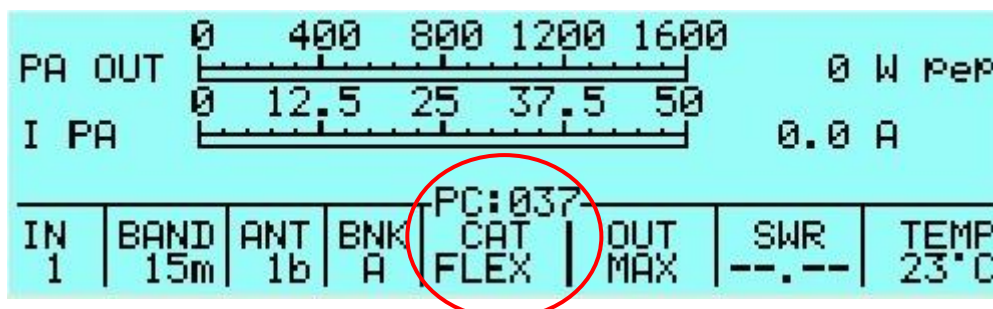 0 400 800 1200 1600
PA OUT 0 W pep
0 12.5 25 37.5 50
I PA 0.0 A
PC:037
IN BAND ANT BNK CAT OUT SWR TEMP
1 15m 1b A FLEX MAX --.-- 23°C